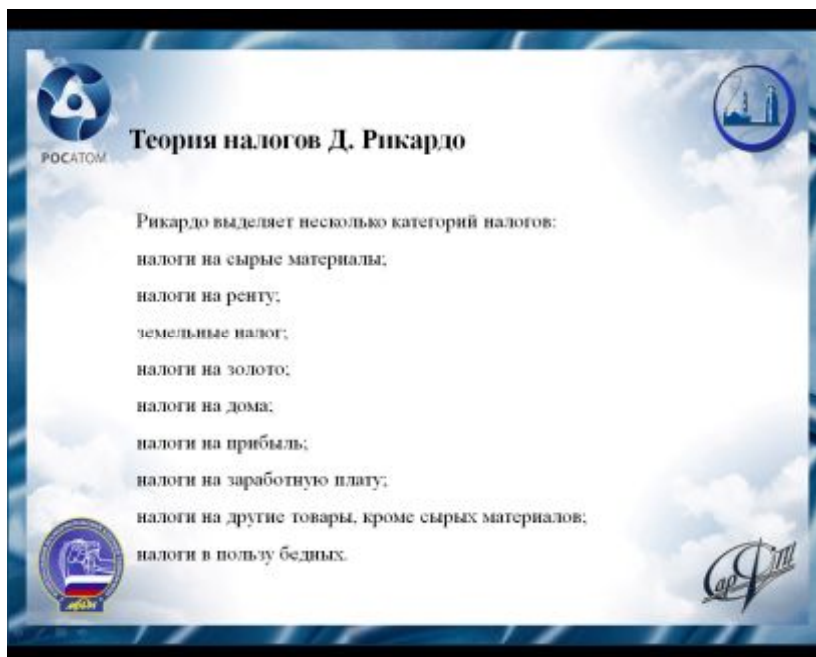 РОСАТОМ
Теория налогов Д. Рикардо
Рикардо выделяет несколько категорий налогов:
налоги на сырые материалы;
налоги на ренту;
земельные налог;
налоги на золото;
налоги на дома;
налоги на прибыль;
налоги на заработную плату;
налоги на другие товары, кроме сырых материалов;
налоги в пользу бедных.